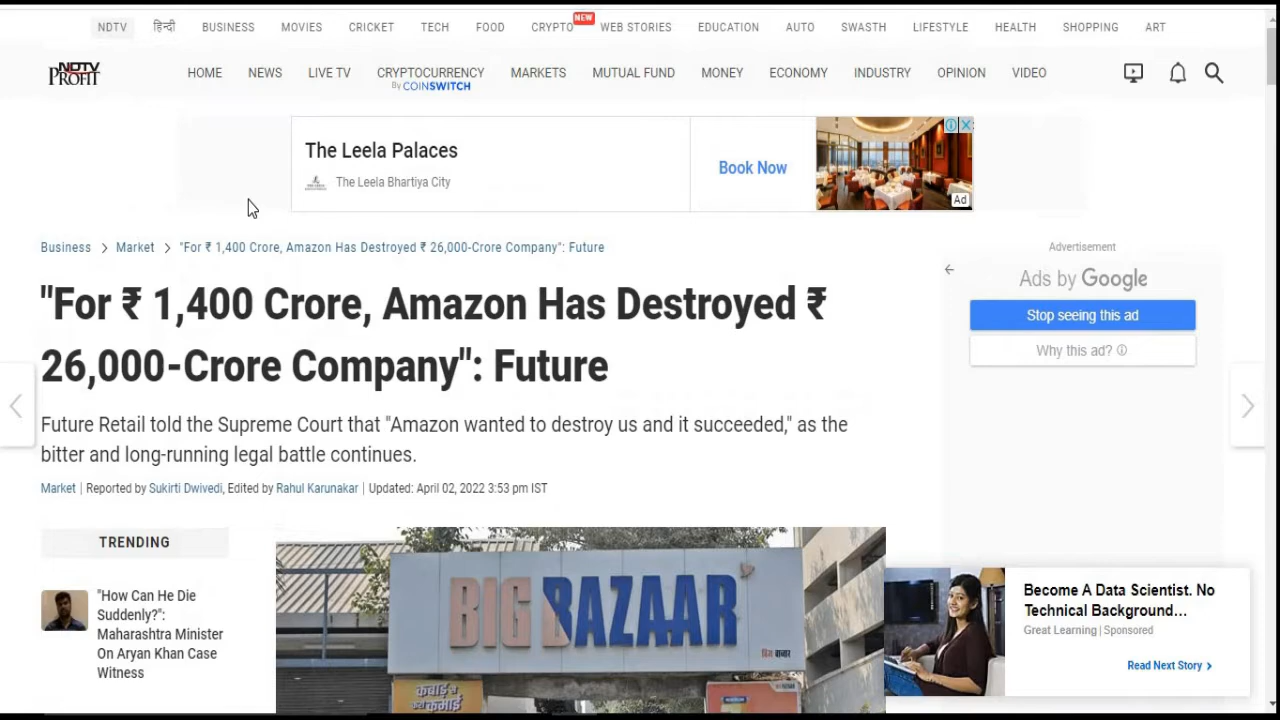 NDTV हिन्दी BUSINESS MOVIES CRICKET TECH FOOD CRYPTO NEW WEB STORIES EDUCATION AUTO SWASTH LIFESTYLE HEALTH SHOPPING ART
NDTV
PROFIT
HOME NEWS LIVE TV CRYPTOCURRENCY MARKETS MUTUAL FUND MONEY ECONOMY INDUSTRY OPINION VIDEO
By COINSWITCH
The Leela Palaces
The Leela Bhartiya City
Book Now
Ad
Business > Market > "For ₹ 1,400 Crore, Amazon Has Destroyed ₹ 26,000-Crore Company": Future
"For ₹ 1,400 Crore, Amazon Has Destroyed ₹
26,000-Crore Company": Future
Future Retail told the Supreme Court that "Amazon wanted to destroy us and it succeeded," as the
bitter and long-running legal battle continues.
Market | Reported by Sukirti Dwivedi, Edited by Rahul Karunakar | Updated: April 02, 2022 3:53 pm IST
Advertisement
Ads by Google
Stop seeing this ad
Why this ad?
TRENDING
"How Can He Die
Suddenly?":
Maharashtra Minister
On Aryan Khan Case
Witness
BIG BAZAAR
बिग बाज़ार
Become A Data Scientist. No
Technical Background...
Great Learning | Sponsored
Read Next Story >